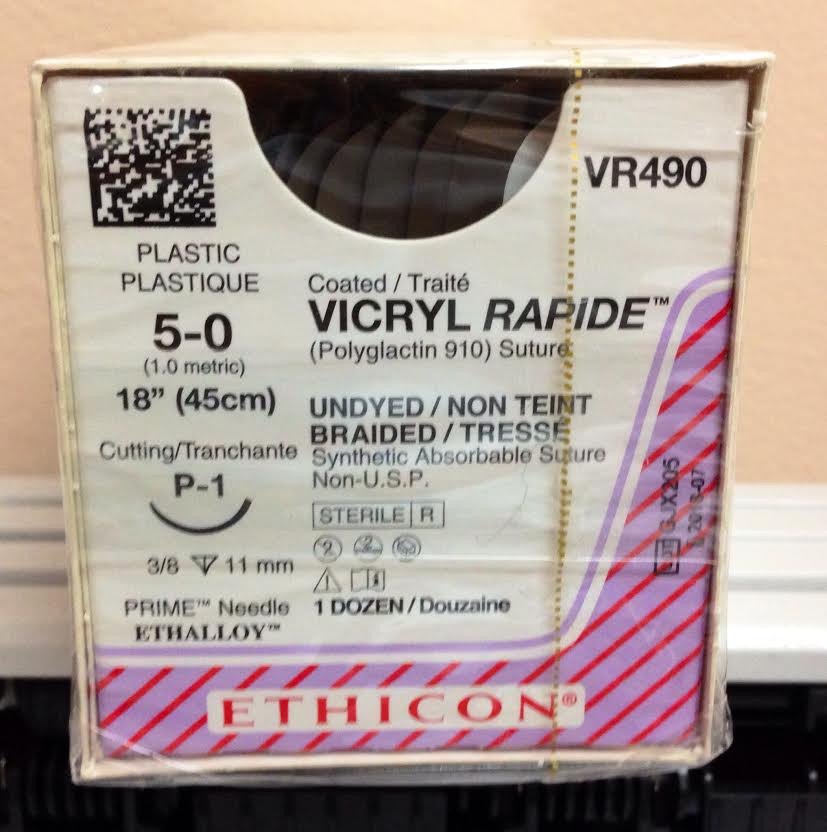 VR490
PLASTIC
PLASTIQUE
5-0
(1.0 metric)
18” (45cm)
Cutting/Tranchante
P-1
3/8 11 mm
PRIME™ Needle
ETHALLOY™
Coated / Traité
VICRYL RAPIDE™
(Polyglactin 910) Suture
UNDYED / NON TEINT
BRAIDED / TRESSÉ
Synthetic Absorbable Suture
Non-U.S.P.
STERILE R
1 DOZEN / Douzaine
LOT GJX205
ETHICON®